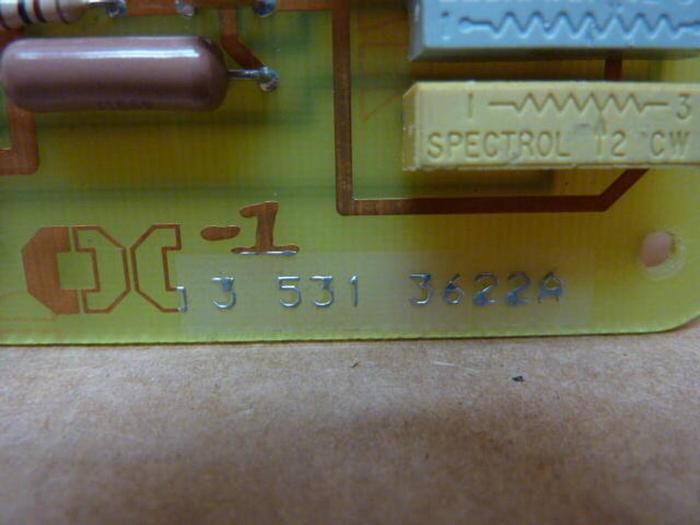 1 3
SPECTROL 2 CW
-1
3 531 3622A